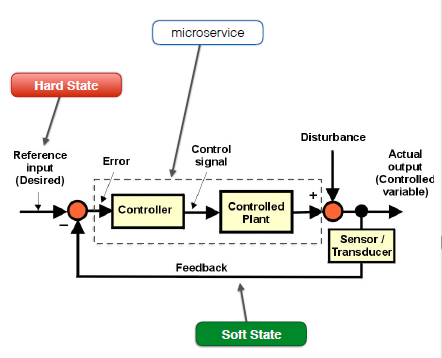 microservice
Hard State
Disturbance
Reference
input
(Desired)
Error
Control
signal
Actual
output
(Controlled
variable)
+
Controller
Controlled
Plant
−
Sensor /
Transducer
Feedback
Soft State